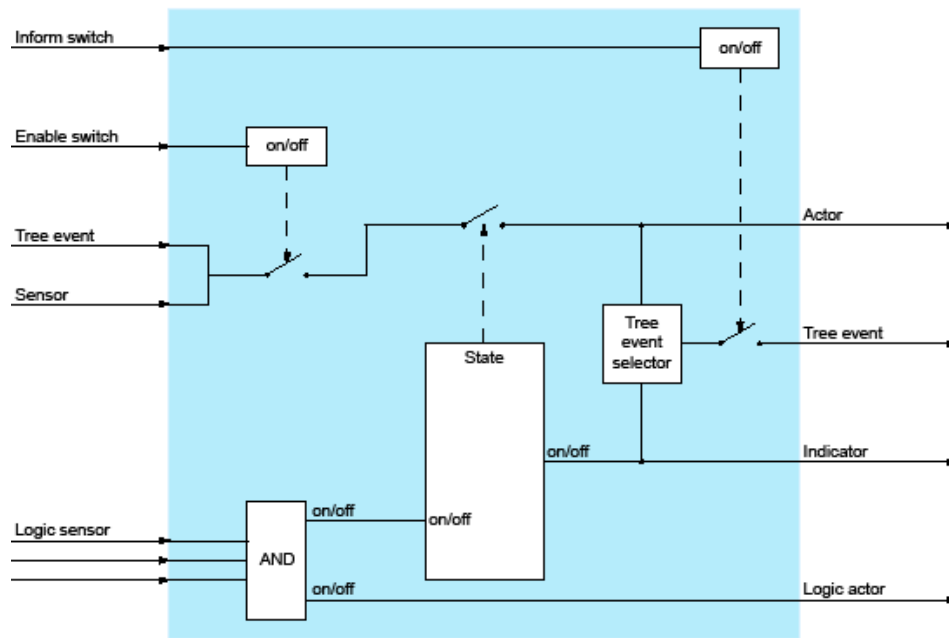 Inform switch
on/off
Enable switch
on/off
Tree event
Actor
Sensor
Tree
event
selector
Tree event
State
on/off
Indicator
on/off
on/off
Logic sensor
AND
on/off
Logic actor